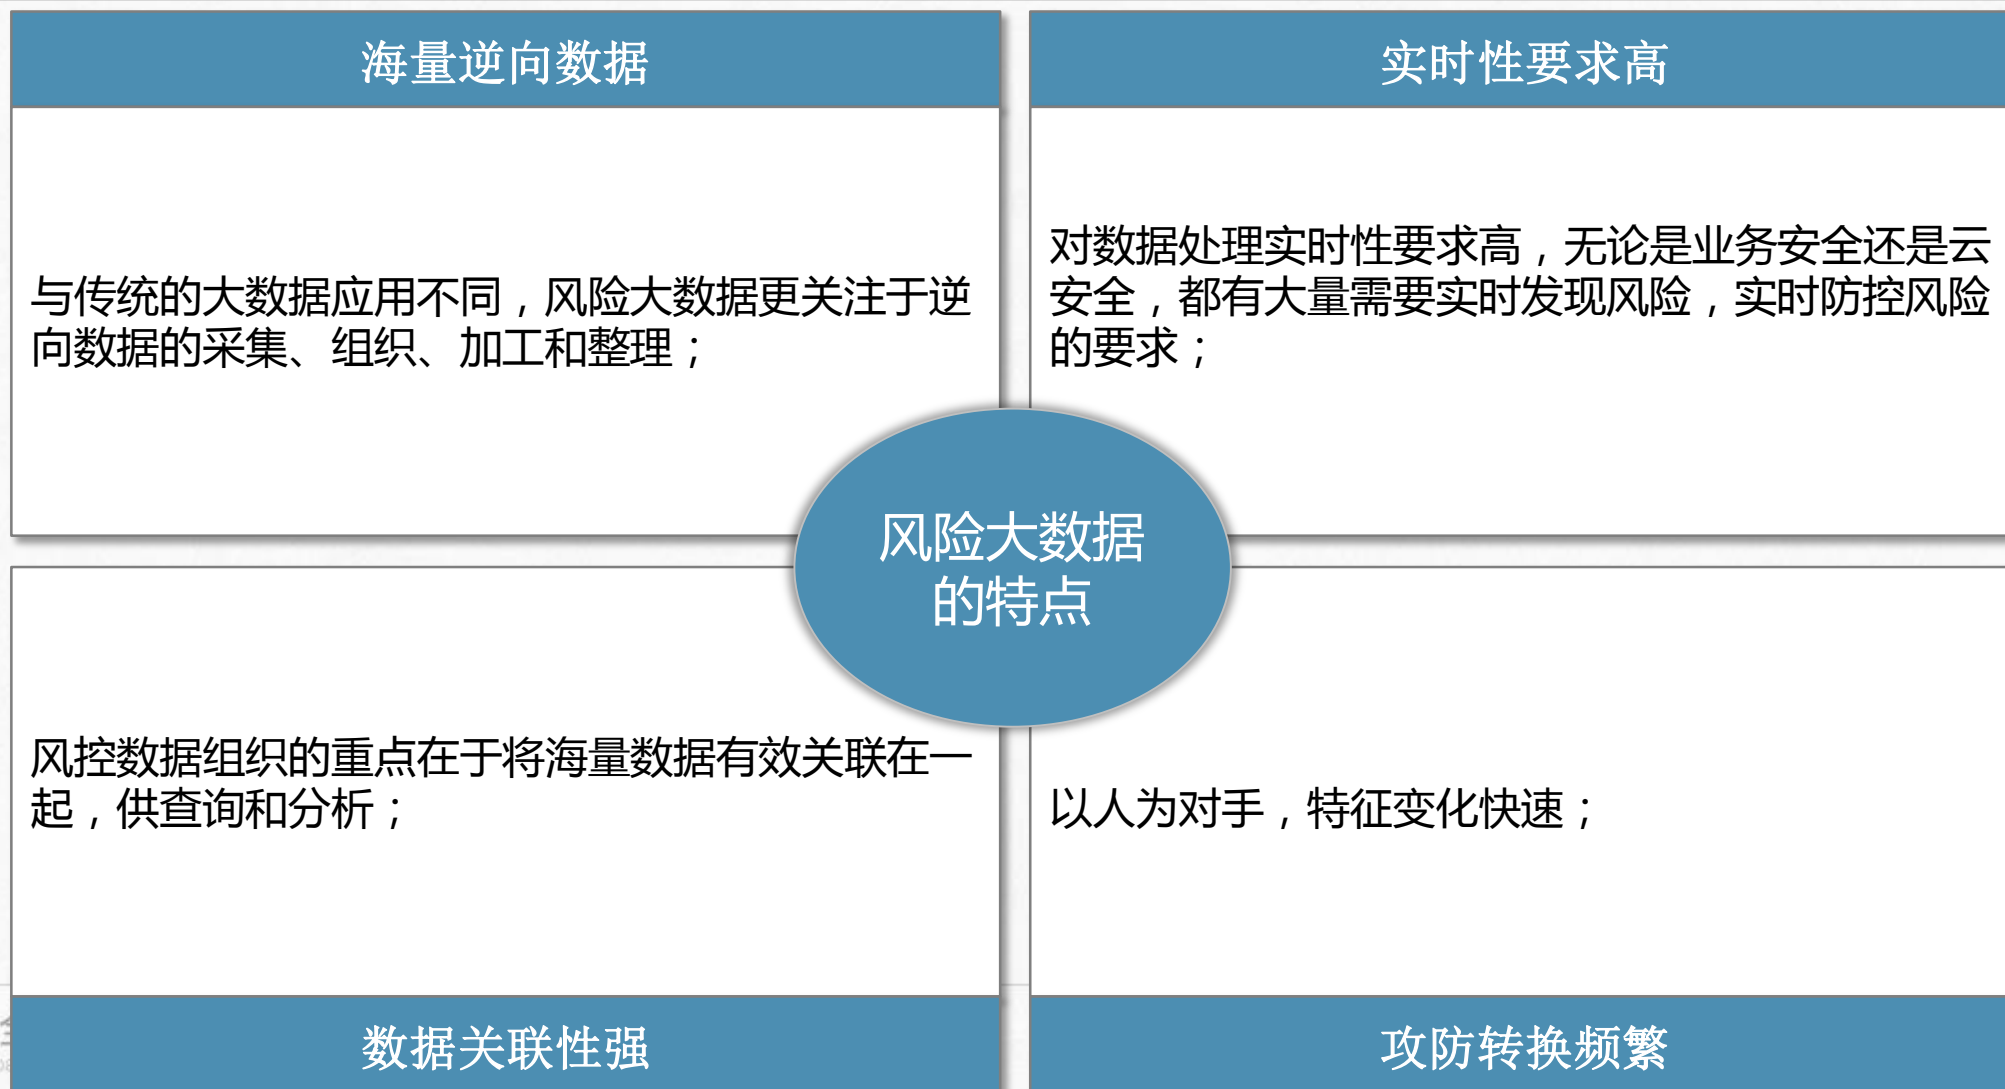 海量逆向数据
与传统的大数据应用不同，风险大数据更关注于逆
向数据的采集、组织、加工和整理；
实时性要求高
对数据处理实时性要求高，无论是业务安全还是云
安全，都有大量需要实时发现风险，实时防控风险
的要求；
风险大数据
的特点
风控数据组织的重点在于将海量数据有效关联在一
起，供查询和分析；
数据关联性强
以人为对手，特征变化快速；
攻防转换频繁